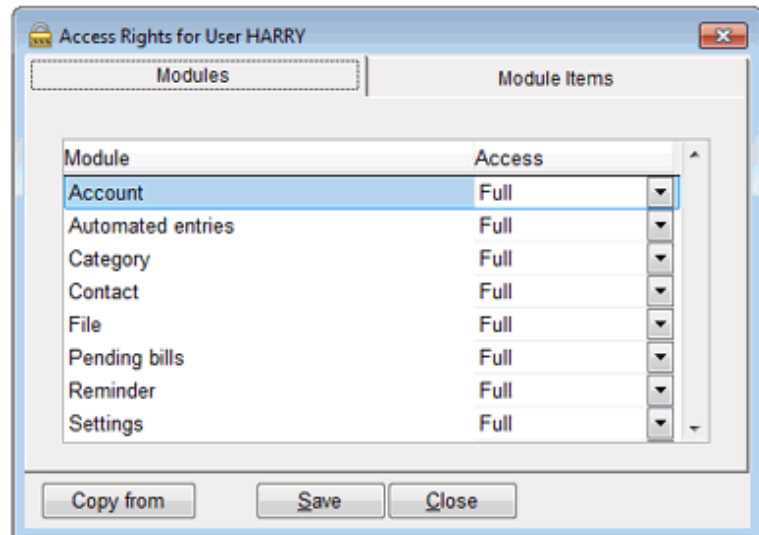 Access Rights for User HARRY
Modules Module Items
Module Access
Account Full
Automated entries Full
Category Full
Contact Full
File Full
Pending bills Full
Reminder Full
Settings Full
Copy from Save Close